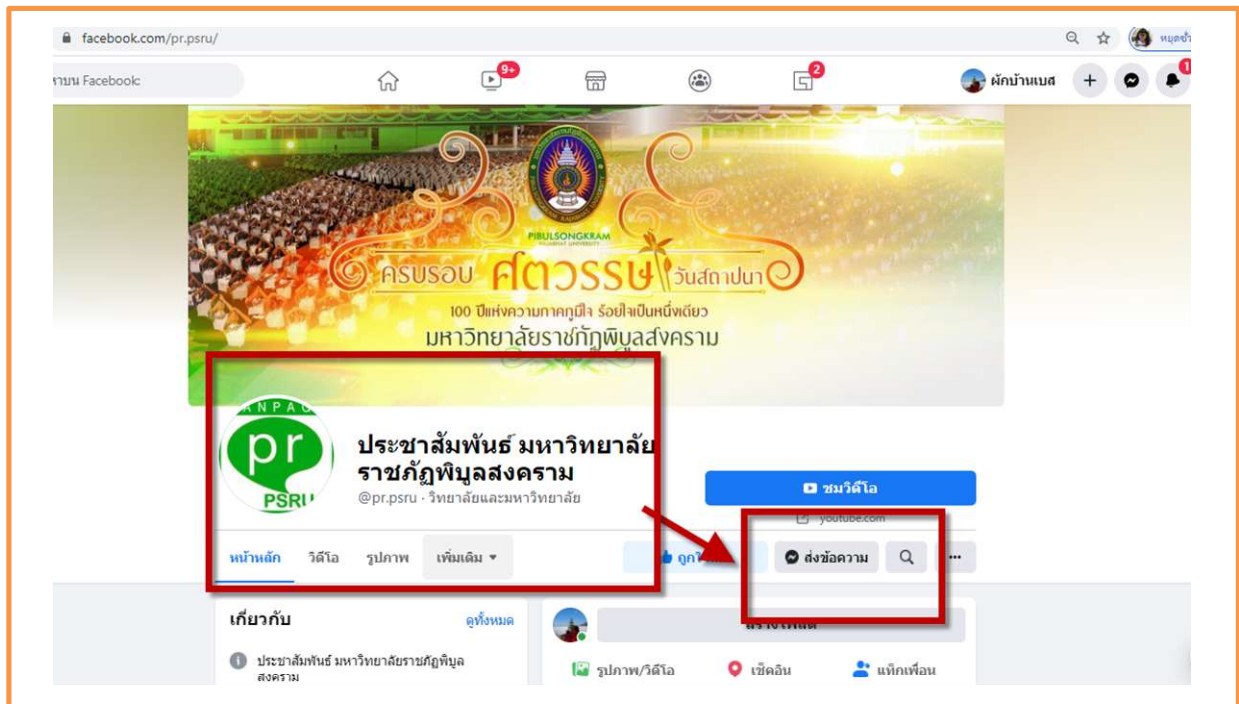 facebook.com/pr.psru/
หาบน Facebook
9+
2
ผักบ้านเบส
1
PIBULSONGKRAM
RAJABHAT UNIVERSITY
ครบรอบ ศตวรรษ วันสถาปนา
100 ปีแห่งความภาคภูมิใจ ร้อยใจเป็นหนึ่งเดียว
มหาวิทยาลัยราชภัฏพิบูลสงคราม
pr
PSRU
ประชาสัมพันธ์ มหาวิทยาลัย
ราชภัฏพิบูลสงคราม
@pr.psru · วิทยาลัยและมหาวิทยาลัย
ชมวิดีโอ
youtube.com
หน้าหลัก วิดีโอ รูปภาพ เพิ่มเติม
ส่งข้อความ
เกี่ยวกับ ดูทั้งหมด
ประชาสัมพันธ์ มหาวิทยาลัยราชภัฏพิบูล
สงคราม
สร้างโพสต์
รูปภาพ/วิดีโอ เช็คอิน แท็กเพื่อน